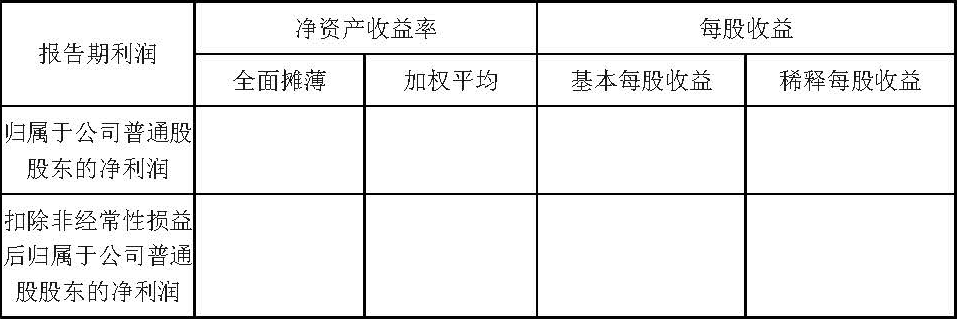 报告期利润
净资产收益率
每股收益
全面摊薄
加权平均
基本每股收益
稀释每股收益
归属于公司普通股
股东的净利润
扣除非经常性损益
后归属于公司普通
股股东的净利润